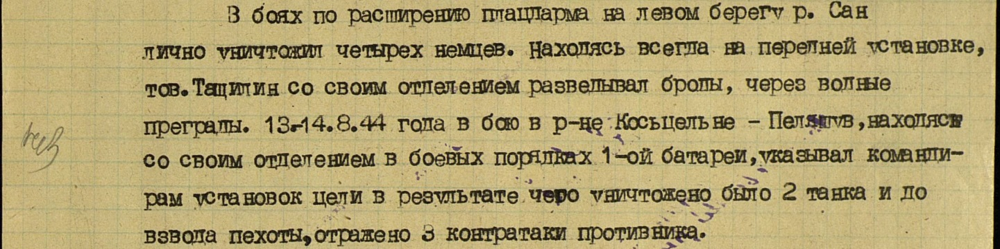 В боях по расширению плацдарма на левом берегу р. Сан
лично уничтожил четырех немцев. Находясь всегда на передней установке,
тов.Тащилин со своим отделением разведывал броды, через водные
преграды. 13.-14.8.44 года в бою в р-не Косьцельне - Пеляшув,находясь
со своим отделением в боевых порядках 1-ой батареи,указывал команди-
рам установок цели в результате чего уничтожено было 2 танка и до
взвода пехоты,отражено 3 контратаки противника.